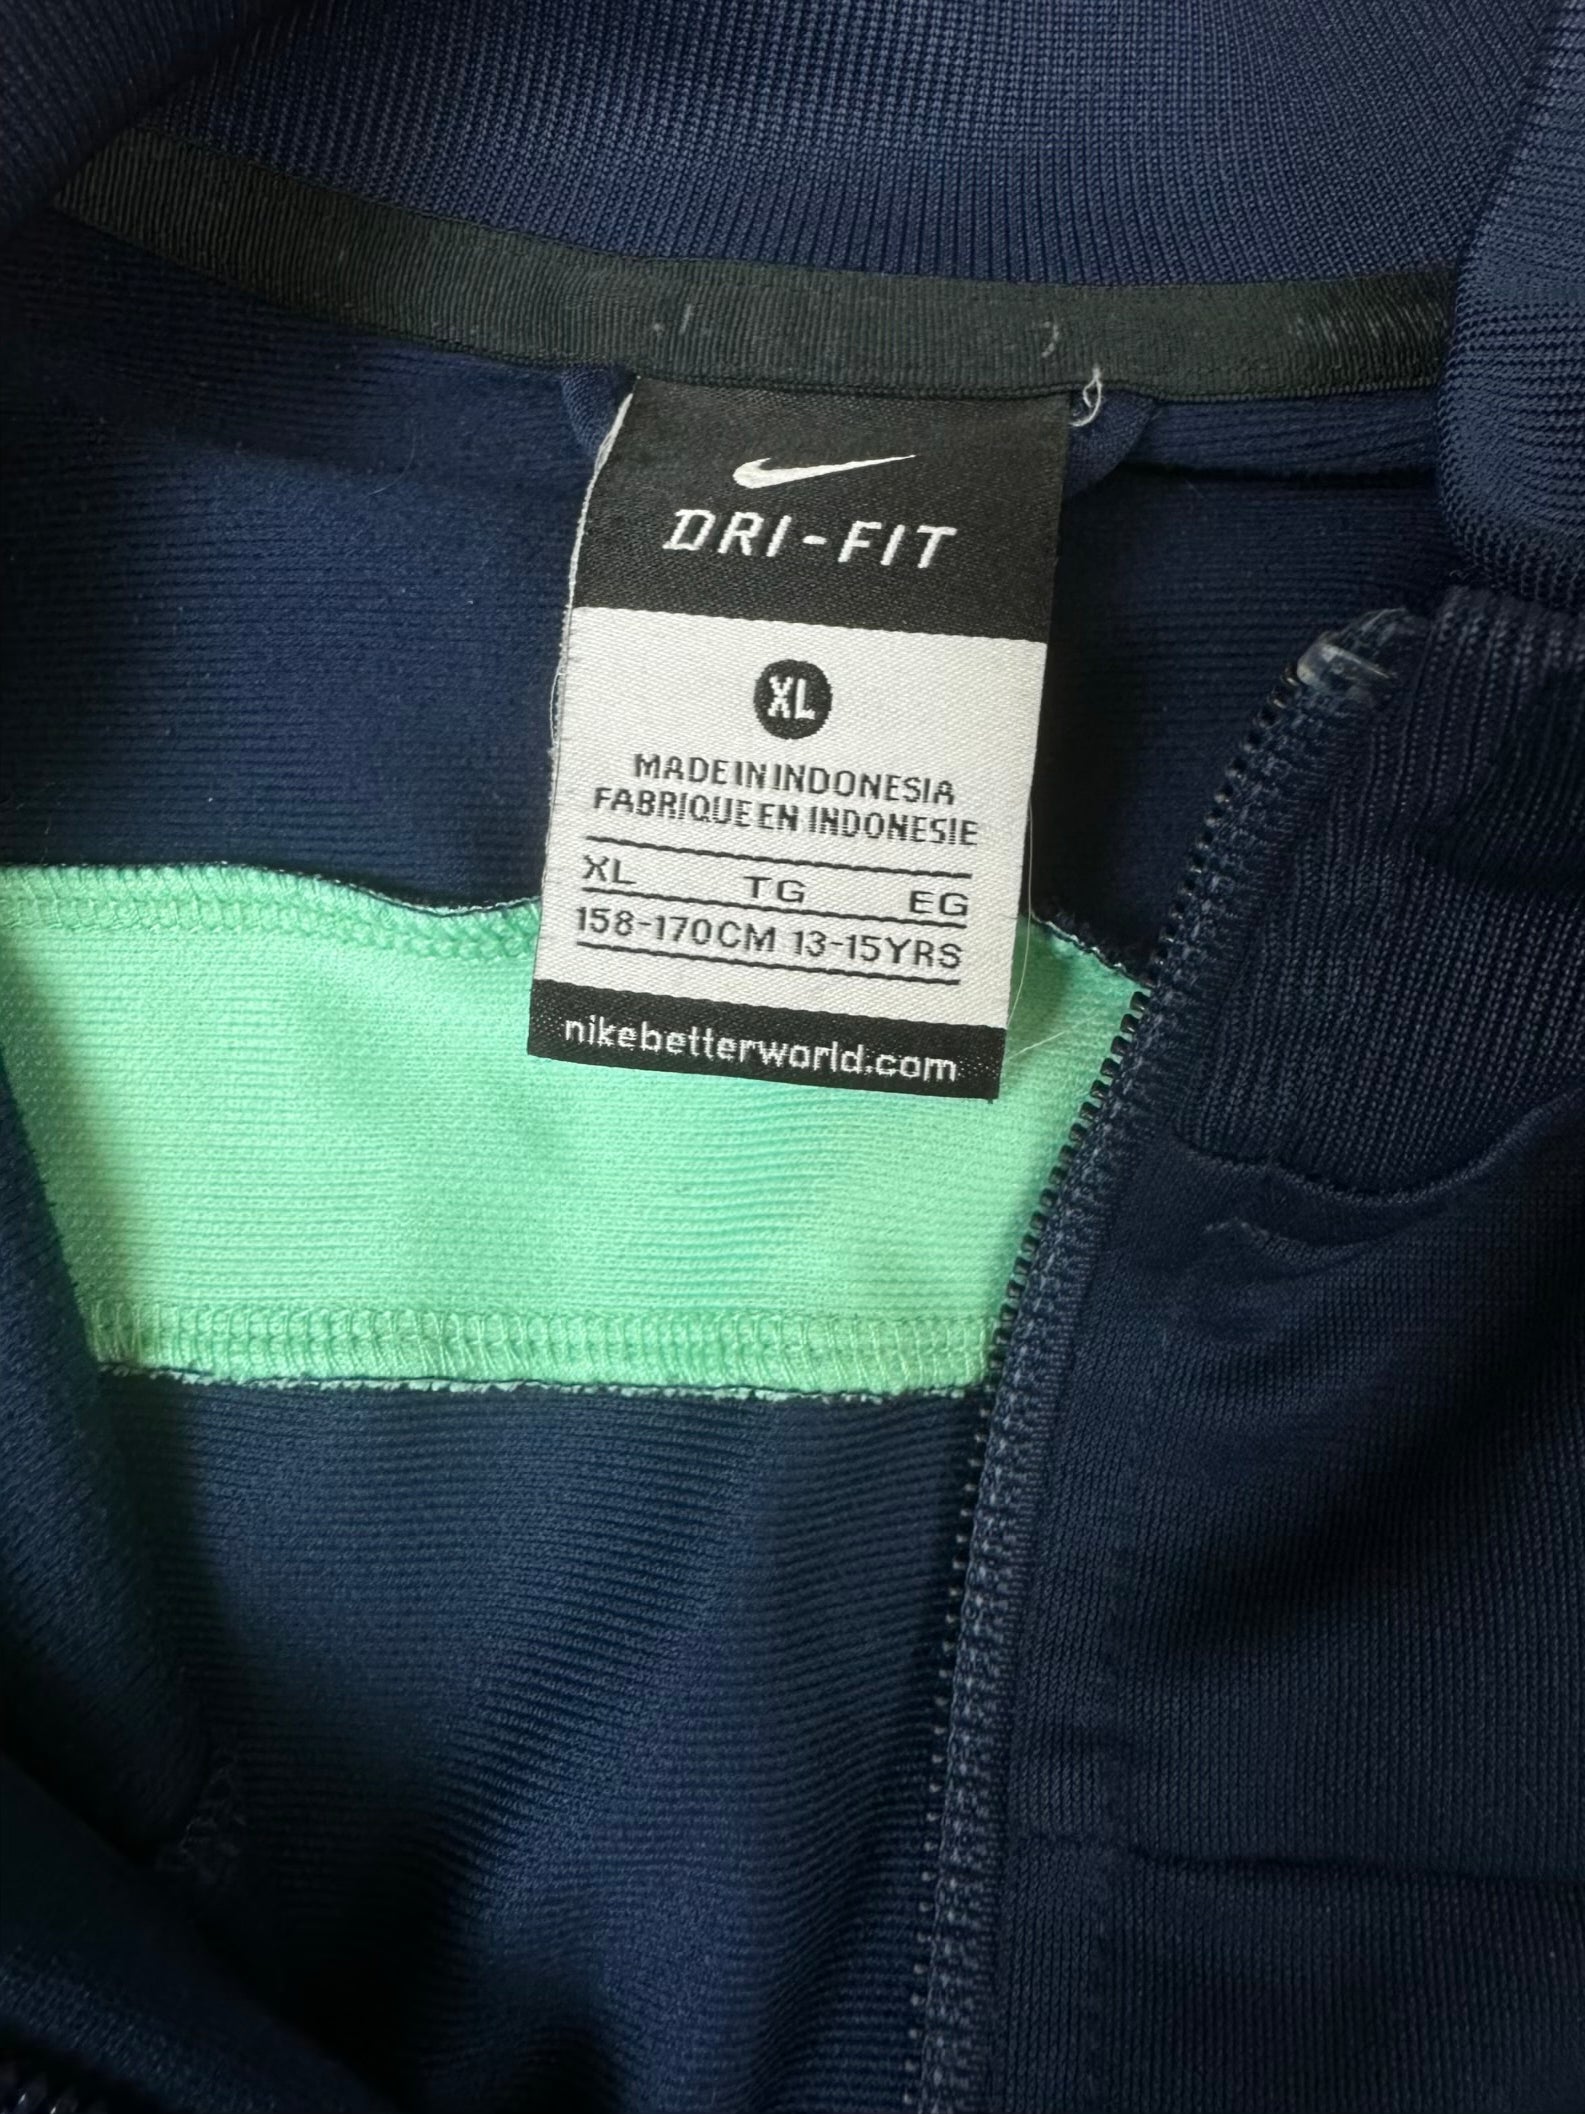 DRI-FIT
XL
MADE IN INDONESIA
FABRIQUE EN INDONESIE
XL TG EG
158-170CM 13-15YRS
nikebetterworld.com